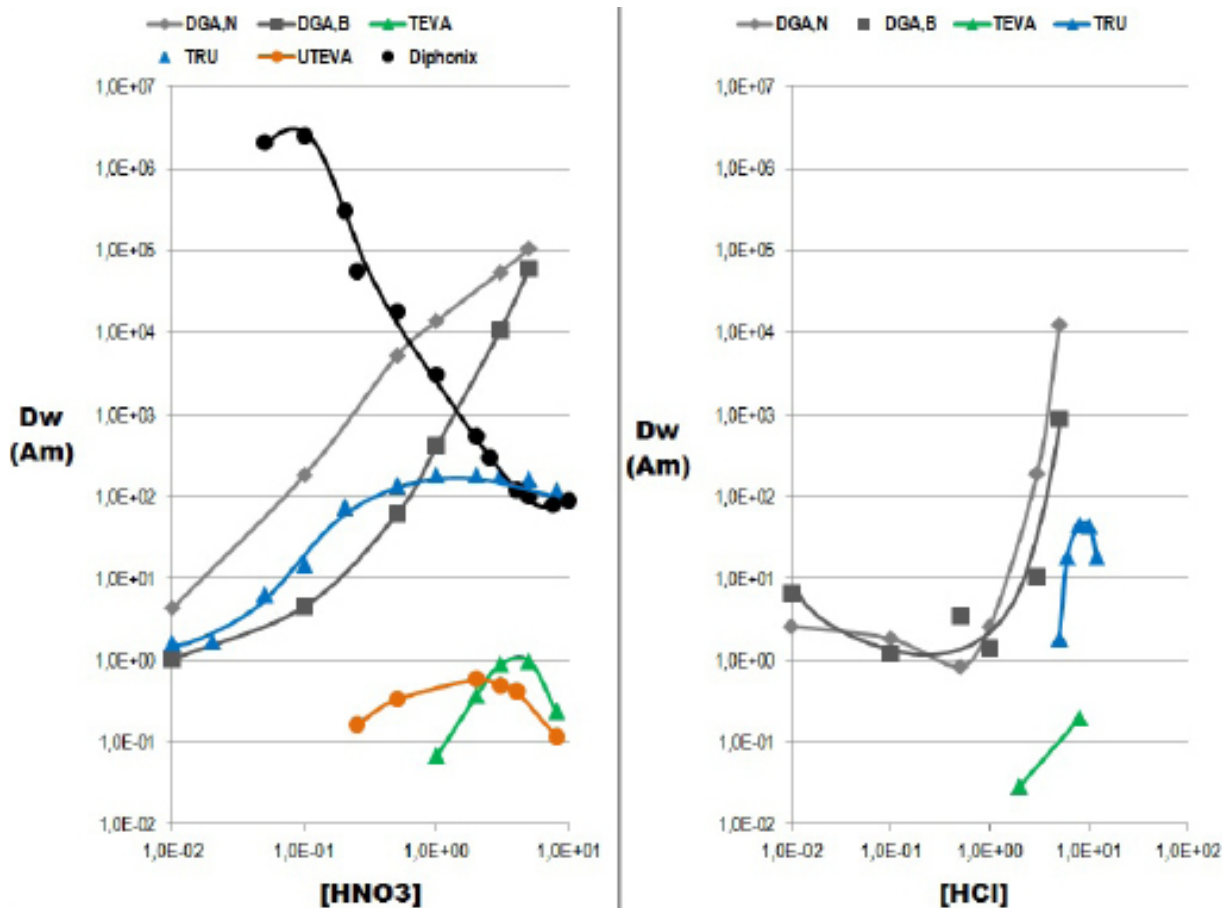 DGA,N DGA,B TEVA
TRU UTEVA Diphonix
1,0E+07
1,0E+06
1,0E+05
1,0E+04
Dw
(Am)
1,0E+03
1,0E+02
1,0E+01
1,0E+00
1,0E-01
1,0E-02
1,0E-02 1,0E-01 1,0E+00 1,0E+01
[HNO3]
DGA,N DGA,B TEVA TRU
1,0E+07
1,0E+06
1,0E+05
1,0E+04
Dw
(Am)
1,0E+03
1,0E+02
1,0E+01
1,0E+00
1,0E-01
1,0E-02
1,0E-02 1,0E+00 1,0E+01 1,0E+02
1,0E-01
[HCl]